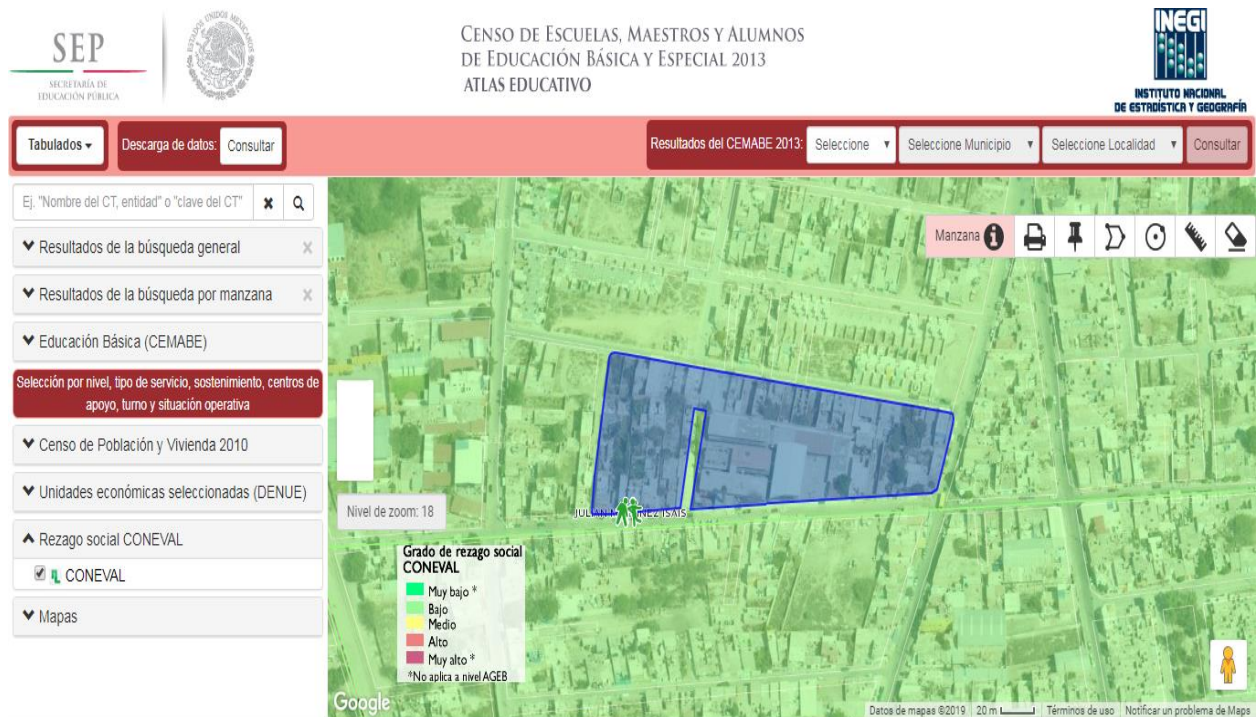 SEP
SECRETARÍA DE
EDUCACIÓN PÚBLICA
ESTADOS UNIDOS MEXICANOS
CENSO DE ESCUELAS, MAESTROS Y ALUMNOS
DE EDUCACIÓN BÁSICA Y ESPECIAL 2013
ATLAS EDUCATIVO
INEGI
INSTITUTO NACIONAL
DE ESTADÍSTICA Y GEOGRAFÍA
Tabulados
Descarga de datos: Consultar
Resultados del CEMABE 2013: Seleccione Seleccione Municipio Seleccione Localidad Consultar
Ej. "Nombre del CT, entidad" o "clave del CT"
Resultados de la búsqueda general
Resultados de la búsqueda por manzana
Educación Básica (CEMABE)
Selección por nivel, tipo de servicio, sostenimiento, centros de
apoyo, turno y situación operativa
Censo de Población y Vivienda 2010
Unidades económicas seleccionadas (DENUE)
Rezago social CONEVAL
CONEVAL
Mapas
Manzana
Nivel de zoom: 18
Grado de rezago social
CONEVAL
Muy bajo *
Bajo
Medio
Alto
Muy alto *
*No aplica a nivel AGEB
Google
Datos de mapas ©2019 20 m Términos de uso Notificar un problema de Maps